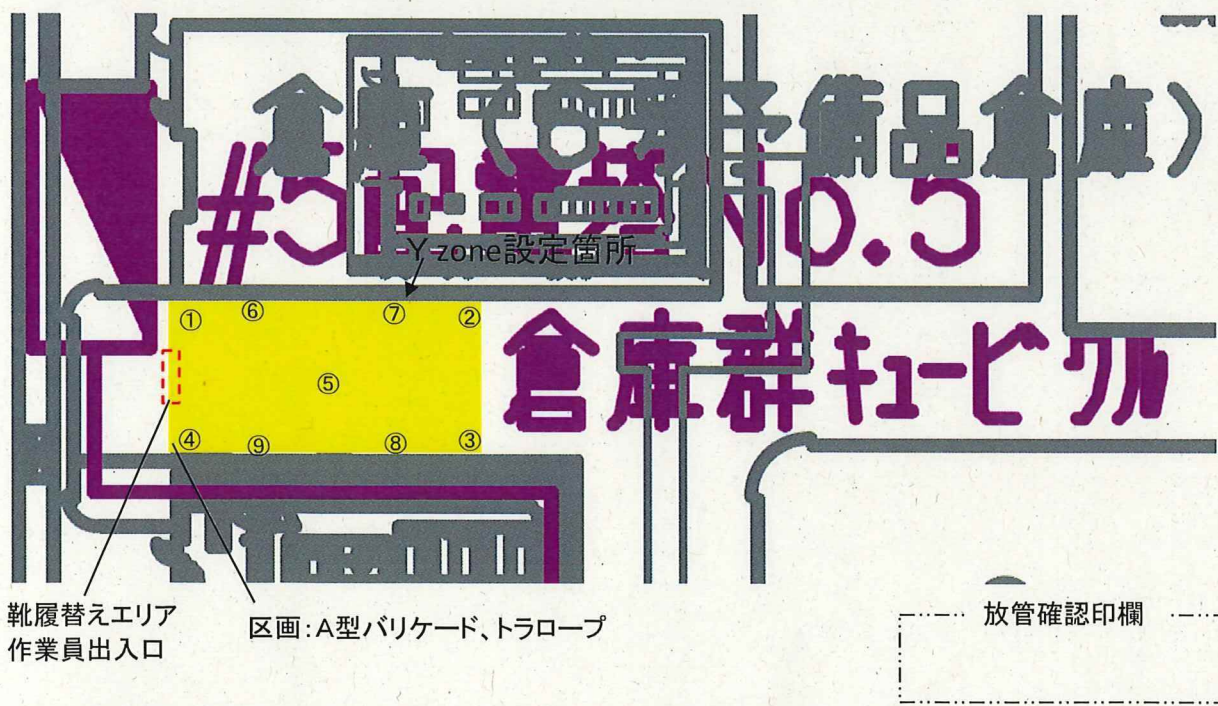 倉庫
予備品倉庫)
No.5
Y zone設定箇所
① ⑥ ⑦ ②
倉庫群キュービクル
⑤
④ ⑨ ⑧ ③
靴履替えエリア
作業員出入口
区画:A型バリケード、トラロープ
放管確認印欄